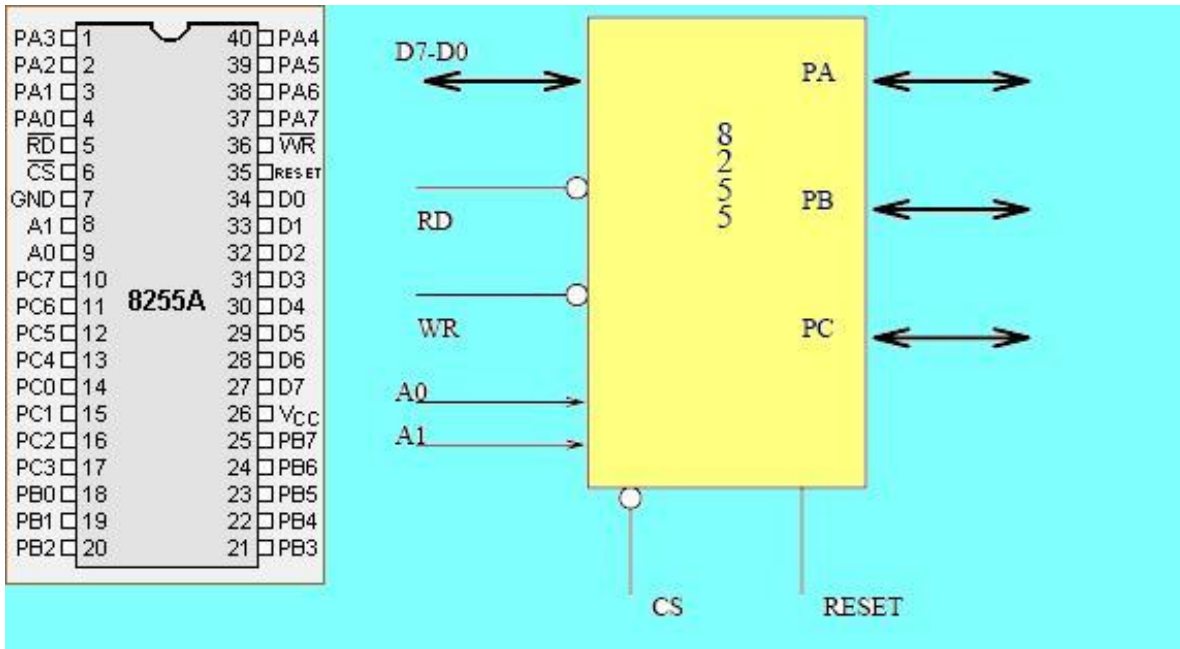 PA3 1 40 PA4
PA2 2 39 PA5
PA1 3 38 PA6
PA0 4 37 PA7
RD 5 36 WR
CS 6 35 RESET
GND 7 34 D0
A1 8 33 D1
A0 9 32 D2
PC7 10 31 D3
PC6 11 30 D4
PC5 12 29 D5
PC4 13 28 D6
PC0 14 27 D7
PC1 15 26 VCC
PC2 16 25 PB7
PC3 17 24 PB6
PB0 18 23 PB5
PB1 19 22 PB4
PB2 20 21 PB3
8255A
D7-D0
PA
8
2
5
5
RD
PB
WR
PC
A0
A1
CS
RESET